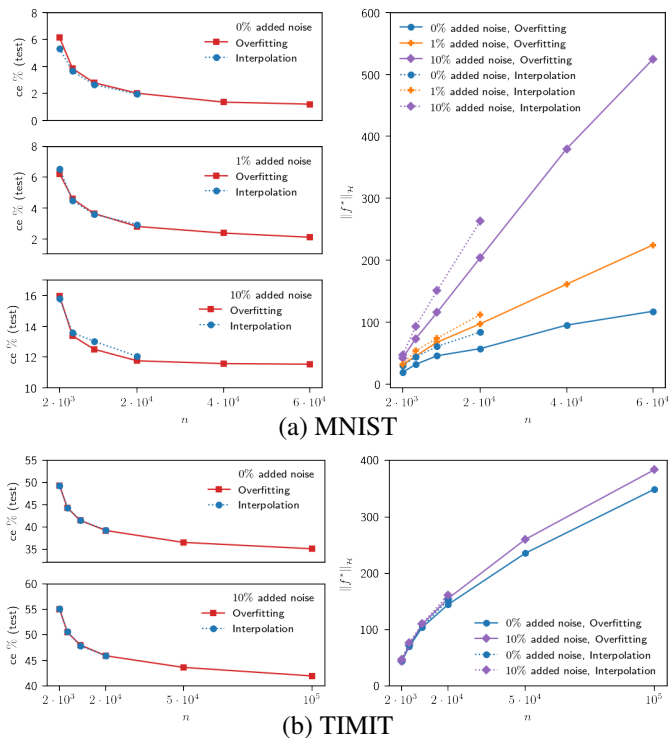 8
6
4
2
0
ce % (test)
0% added noise
Overfitting
Interpolation
8
6
4
2
ce % (test)
1% added noise
Overfitting
Interpolation
16
14
12
10
ce % (test)
10% added noise
Overfitting
Interpolation
2 · 10³ 2 · 10⁴ 4 · 10⁴ 6 · 10⁴
n
600
500
400
300
200
100
0
||f*||_ℋ
0% added noise, Overfitting
1% added noise, Overfitting
10% added noise, Overfitting
0% added noise, Interpolation
1% added noise, Interpolation
10% added noise, Interpolation
2 · 10³ 2 · 10⁴ 4 · 10⁴ 6 · 10⁴
n
(a) MNIST
55
50
45
40
35
ce % (test)
0% added noise
Overfitting
Interpolation
60
55
50
45
40
ce % (test)
10% added noise
Overfitting
Interpolation
2 · 10³ 2 · 10⁴ 5 · 10⁴ 10⁵
n
400
300
200
100
0
||f*||_ℋ
0% added noise, Overfitting
10% added noise, Overfitting
0% added noise, Interpolation
10% added noise, Interpolation
2 · 10³ 2 · 10⁴ 5 · 10⁴ 10⁵
n
(b) TIMIT